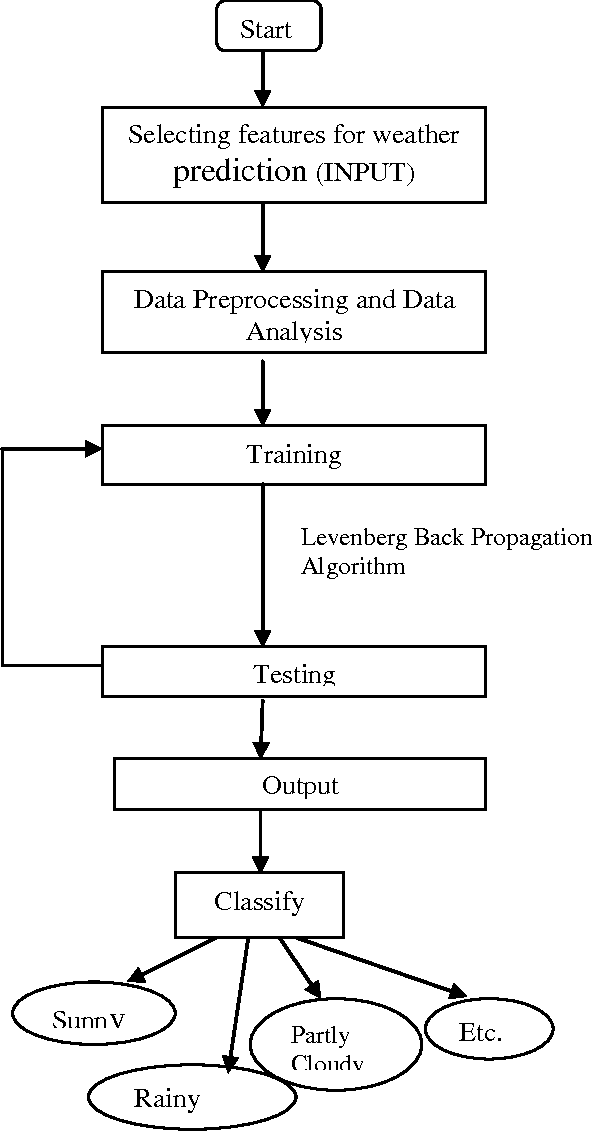 Start
Selecting features for weather
prediction (INPUT)
Data Preprocessing and Data
Analysis
Training
Levenberg Back Propagation
Algorithm
Testing
Output
Classify
Sunny
Partly
Cloudy
Etc.
Rainy